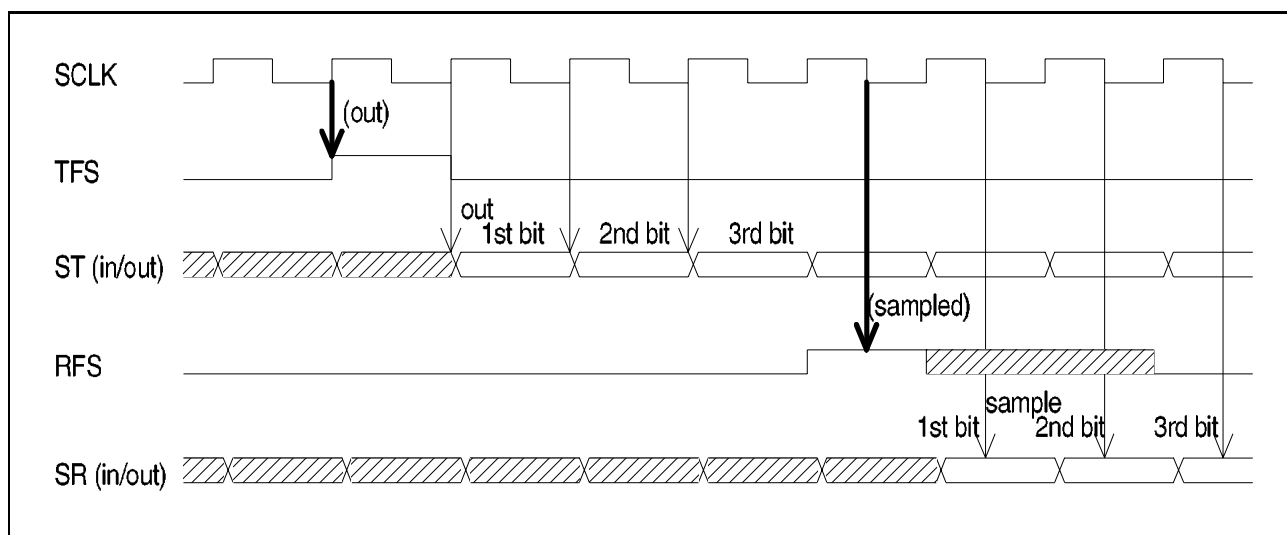 SCLK
(out)
TFS
out
1st bit 2nd bit 3rd bit
ST (in/out)
(sampled)
RFS
sample
1st bit 2nd bit 3rd bit
SR (in/out)